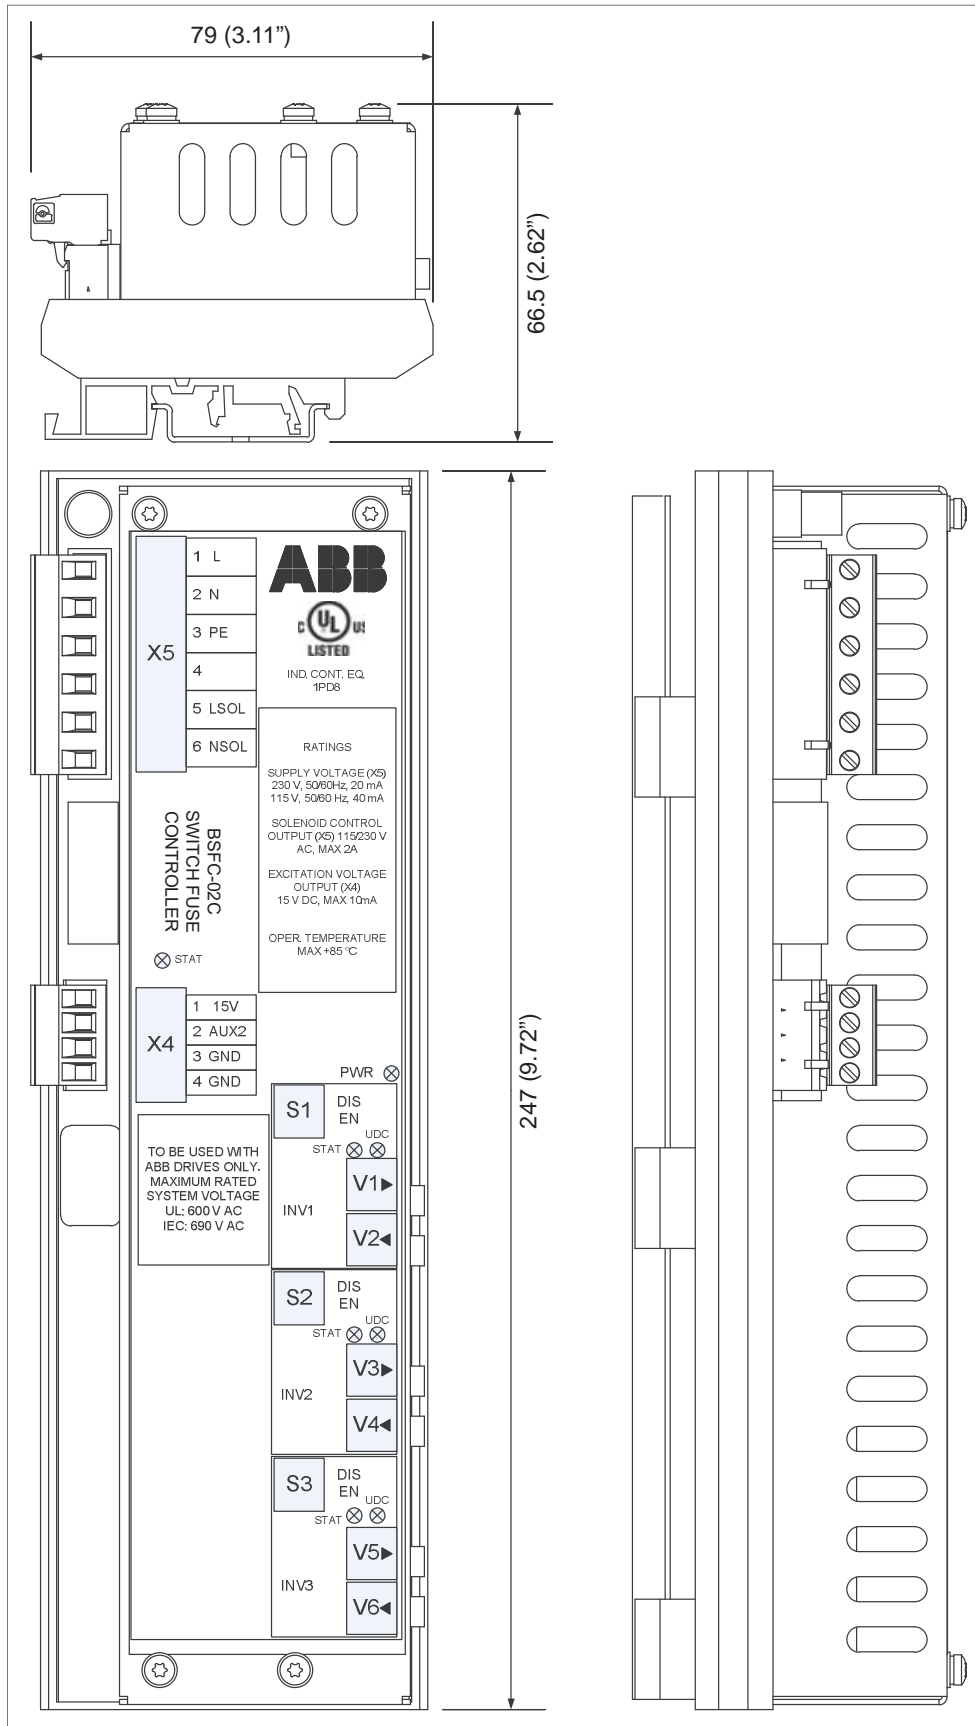 79 (3.11”)
66.5 (2.62”)
247 (9.72”)
X5
1 L
2 N
3 PE
4
5 LSOL
6 NSOL
ABB
C UL US
LISTED
IND. CONT. EQ.
1PD8
RATINGS
SUPPLY VOLTAGE (X5)
230 V, 50/60Hz, 20 mA
115 V, 50/60 Hz, 40 mA
SOLENOID CONTROL
OUTPUT (X5) 115/230 V
AC, MAX 2A
EXCITATION VOLTAGE
OUTPUT (X4)
15 V DC, MAX 10mA
OPER. TEMPERATURE
MAX +85 °C
BSFC-02C
SWITCH FUSE
CONTROLLER
STAT
X4
1 15V
2 AUX2
3 GND
4 GND
PWR
TO BE USED WITH
ABB DRIVES ONLY.
MAXIMUM RATED
SYSTEM VOLTAGE
UL: 600 V AC
IEC: 690 V AC
S1
DIS
EN
UDC
STAT
V1
INV1
V2
S2
DIS
EN
UDC
STAT
V3
INV2
V4
S3
DIS
EN
UDC
STAT
V5
INV3
V6